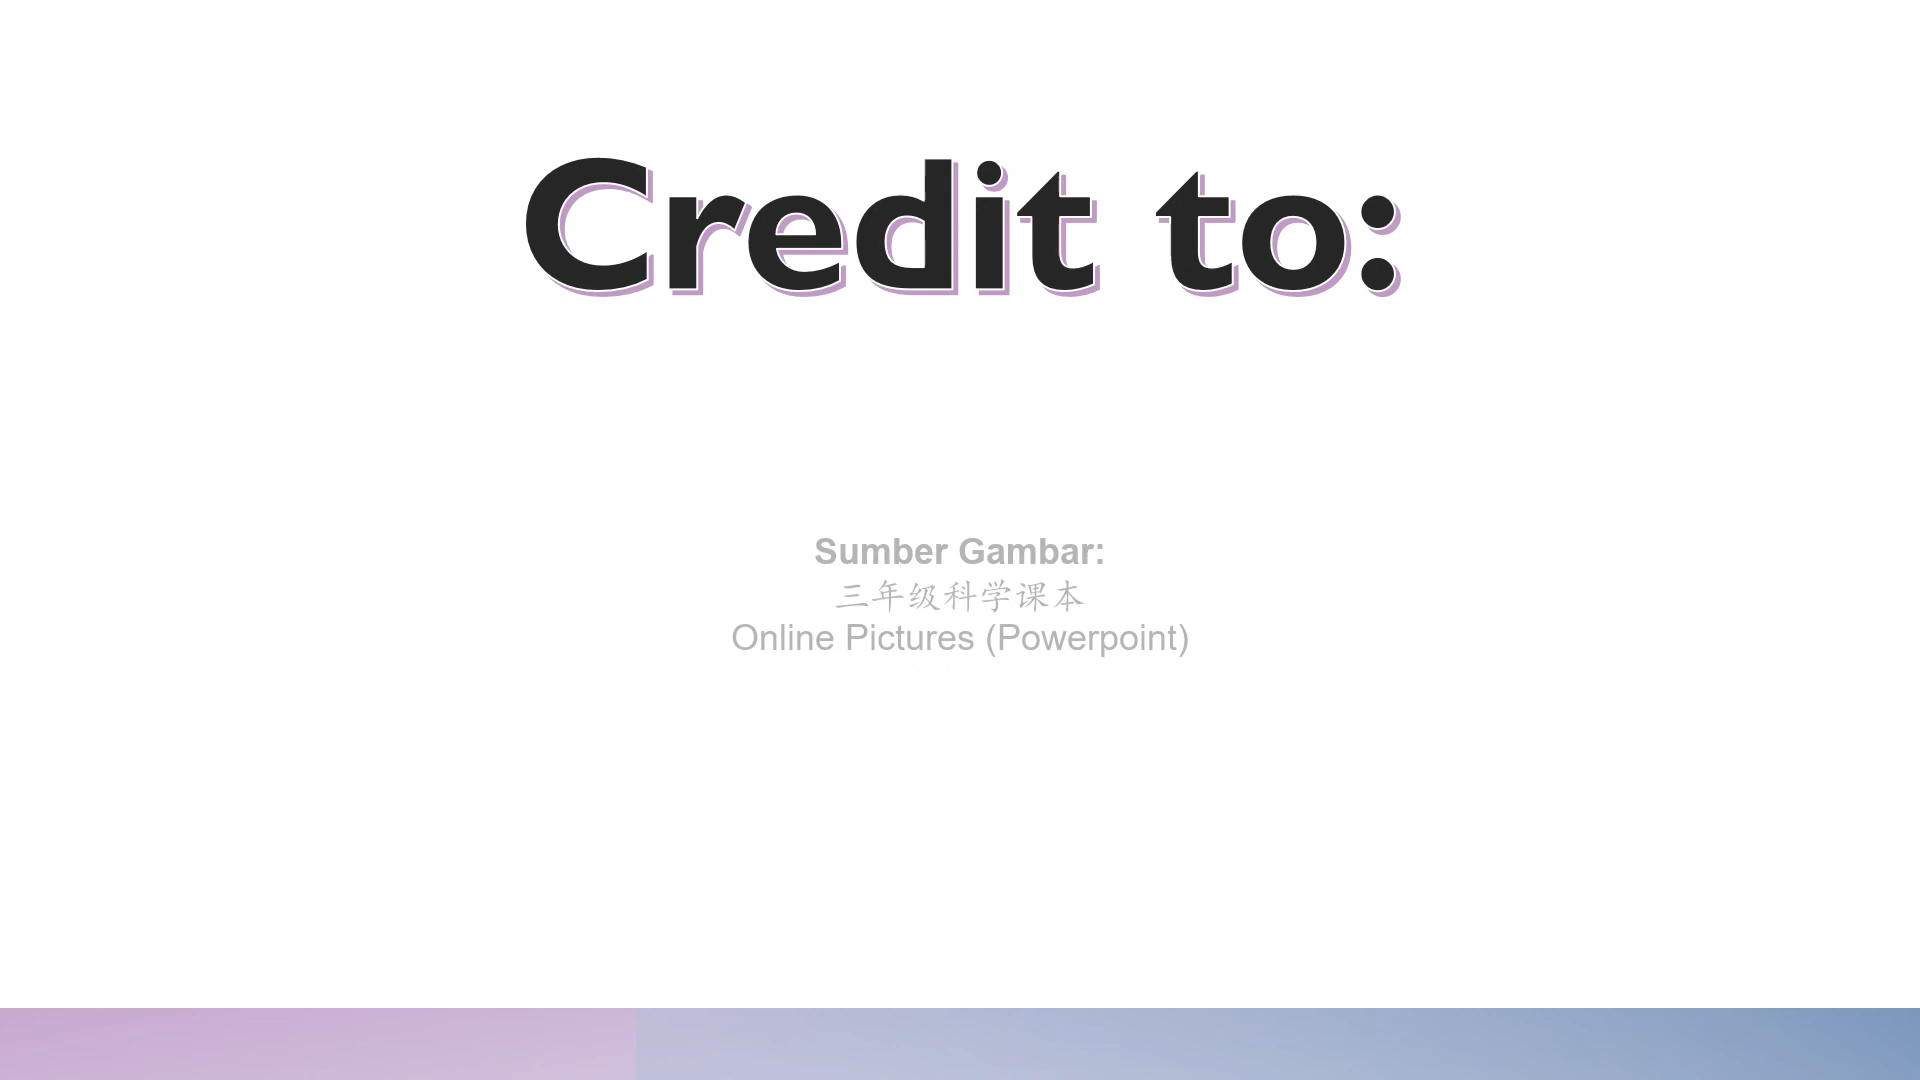 Credit to:
Sumber Gambar:
三年级科学课本
Online Pictures (Powerpoint)